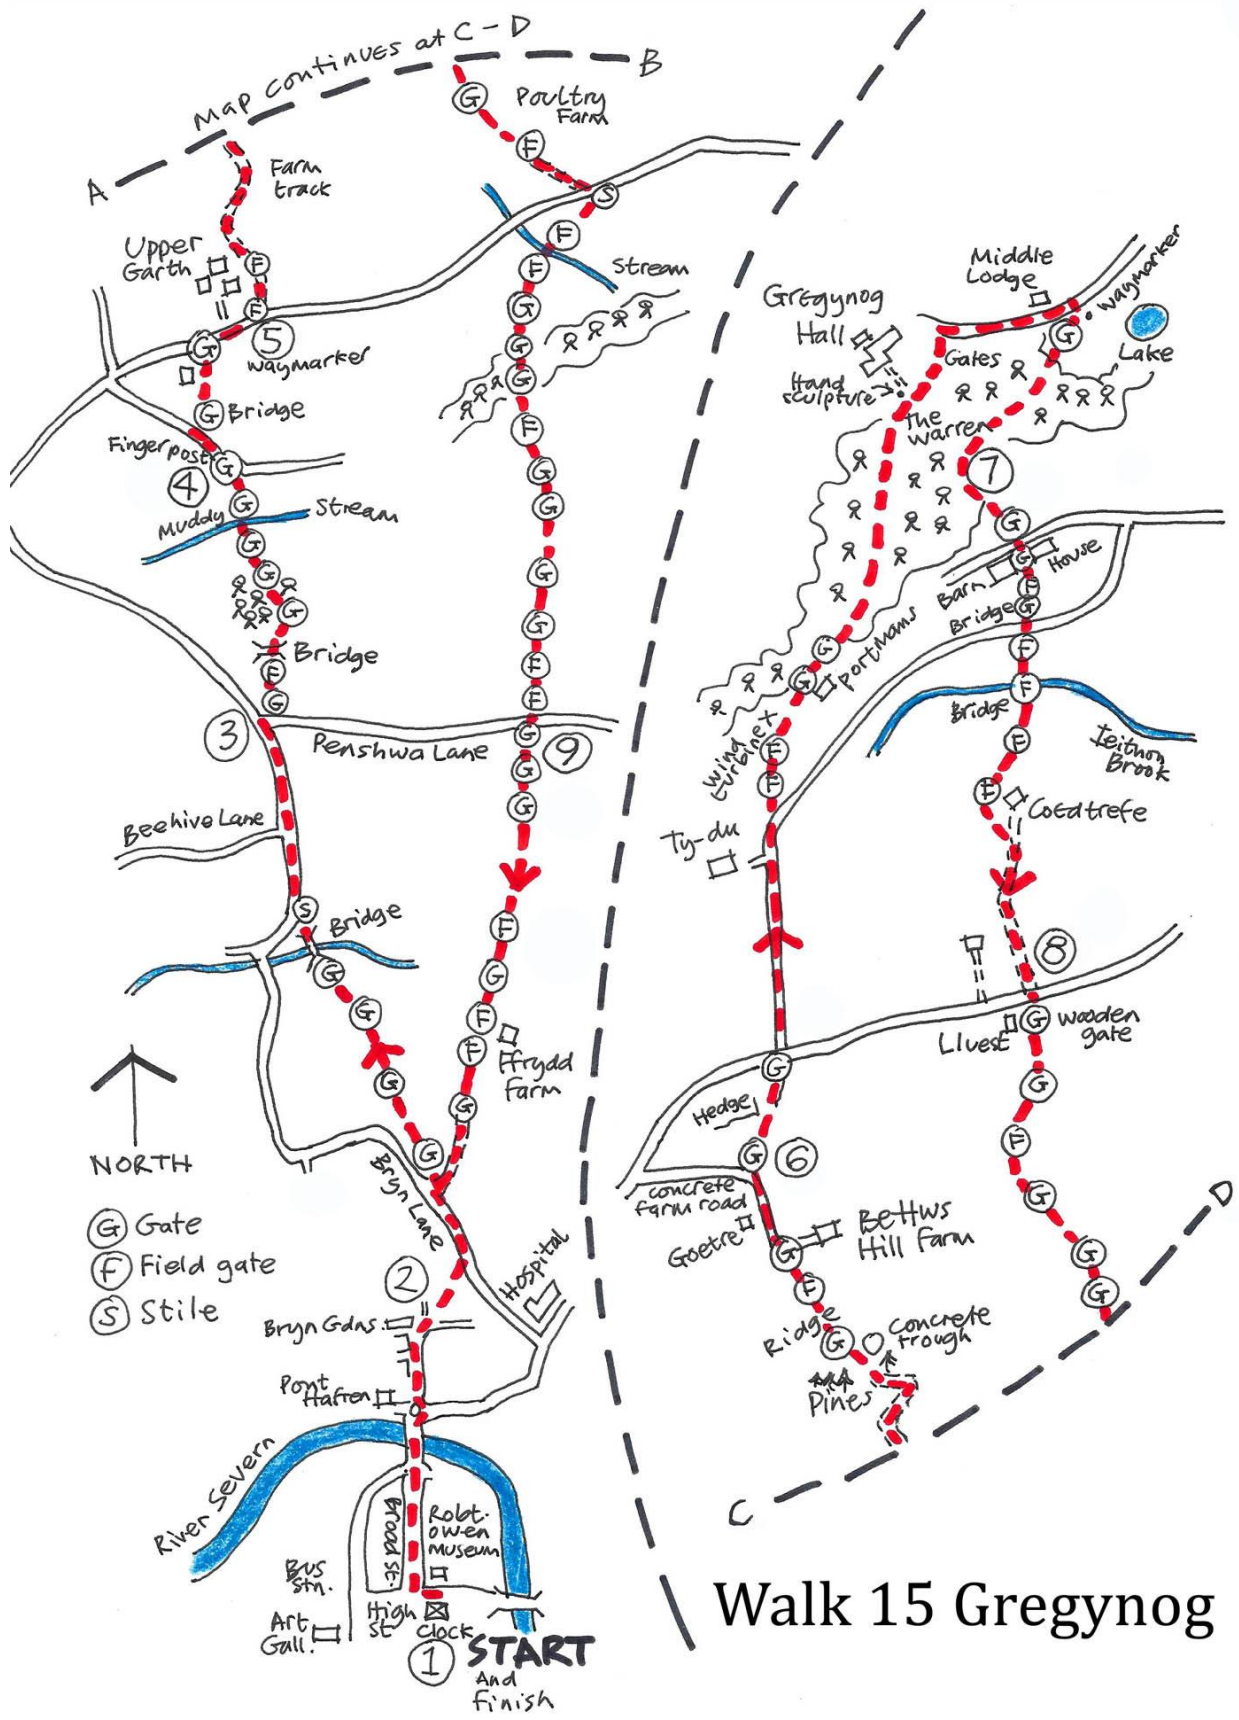 Map continues at C-D
B
A
G
Poultry
Farm
F
S
Farm
track
Upper
Garth
F
F
F
F
Stream
G
G
G
5
G
Waymarker
G
Bridge
F
Fingerpost
G
4
G
G
G
Muddy
Stream
G
G
G
G
Bridge
F
G
G
F
F
G
3
Penshwa Lane
9
G
G
Beehive Lane
S
Bridge
F
G
G
G
F
F
Ffrydd
Farm
G
G
G
NORTH
Bryn Lane
G Gate
F Field gate
S Stile
2
Hospital
Bryn Gdns.
Pont
Hafren
River Severn
Broad St.
Robt.
Owen
Museum
Bus
Stn.
Art
Gall.
High
St
Clock
1
START
And
Finish
Middle
Lodge
Waymarker
Gregynog
Hall
G
Lake
Gates
Hand
Sculpture
The
Warren
7
G
G
House
Barn
F
G
Bridge
F
G
G
Portmans
F
Bridge
Wind
turbine X
F
F
F
Ieithon
Brook
F
Coedtrefe
Ty-du
8
G
Wooden
gate
Lluest
G
G
Hedge
G
6
F
G
Concrete
farm road
Goetre
G
Bettws
Hill Farm
G
G
F
D
Ridge
G
Concrete
trough
Pines
C
Walk 15 Gregynog